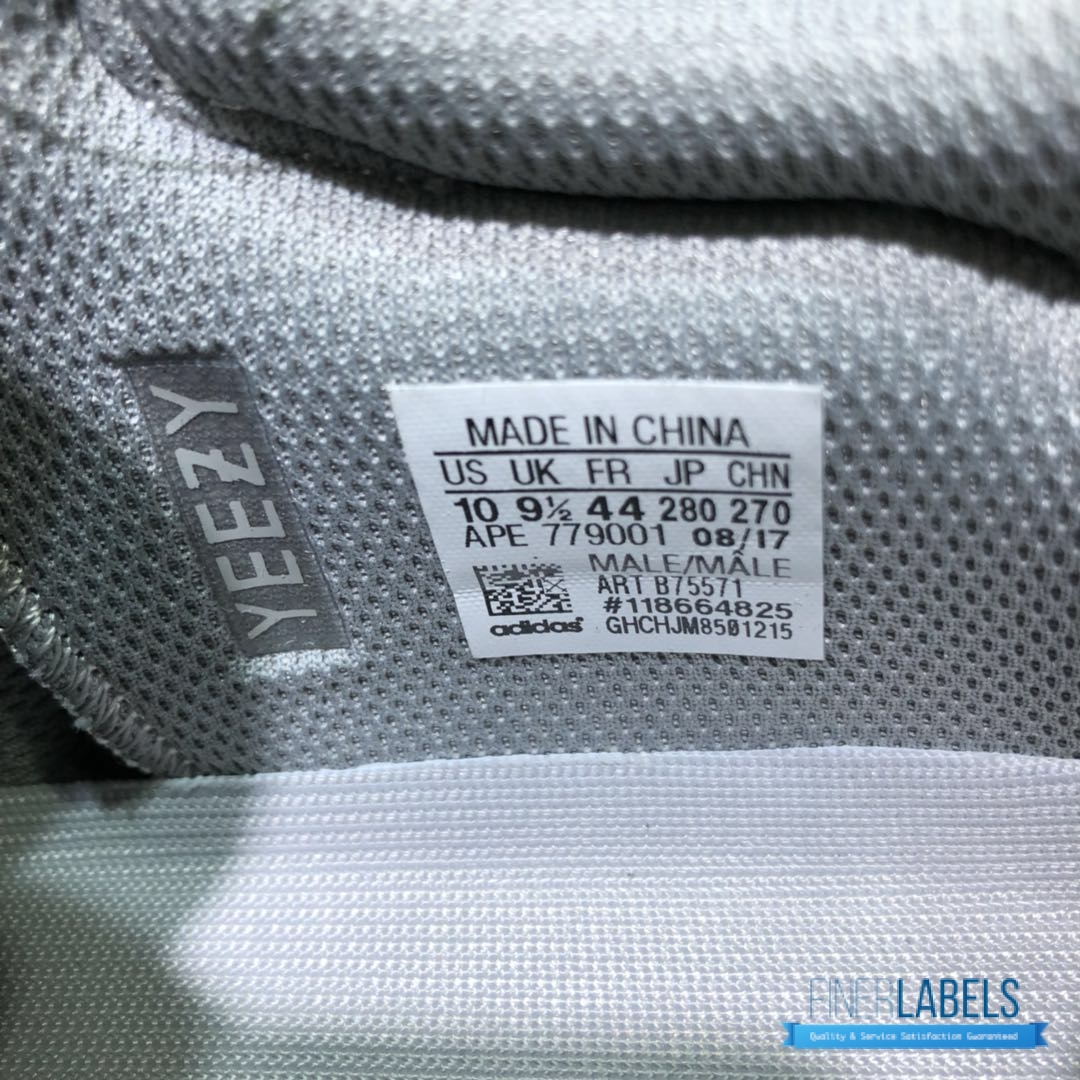 YEEZY
MADE IN CHINA
US UK FR JP CHN
10 9½ 44 280 270
APE 779001 08/17
MALE/MÂLE
ART B75571
#118664825
adidas GHCHJM8501215
FINERLABELS
Quality & Service Satisfaction Guaranteed